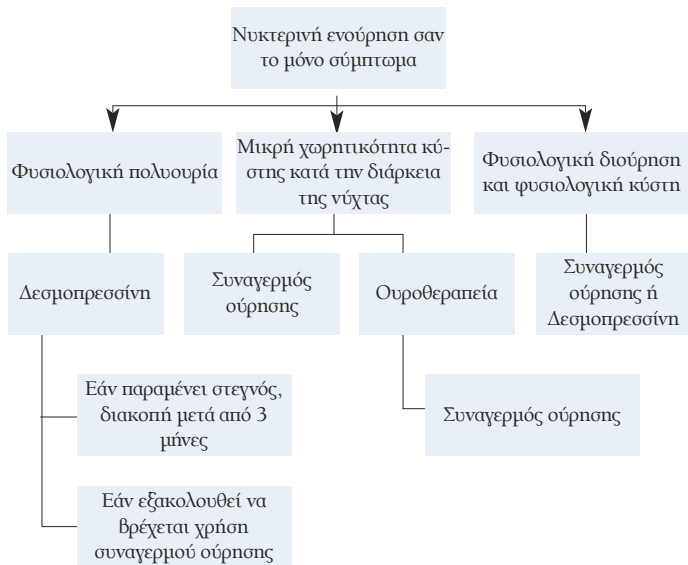 Νυκτερινή ενούρηση σαν
το μόνο σύμπτωμα
Φυσιολογική πολυουρία
Μικρή χωρητικότητα κύ-
στης κατά την διάρκεια
της νύχτας
Φυσιολογική διούρηση
και φυσιολογική κύστη
Δεσμοπρεσσίνη
Συναγερμός
ούρησης
Ουροθεραπεία
Συναγερμός
ούρησης ή
Δεσμοπρεσσίνη
Εάν παραμένει στεγνός,
διακοπή μετά από 3
μήνες
Συναγερμός ούρησης
Εάν εξακολουθεί να
βρέχεται χρήση
συναγερμού ούρησης